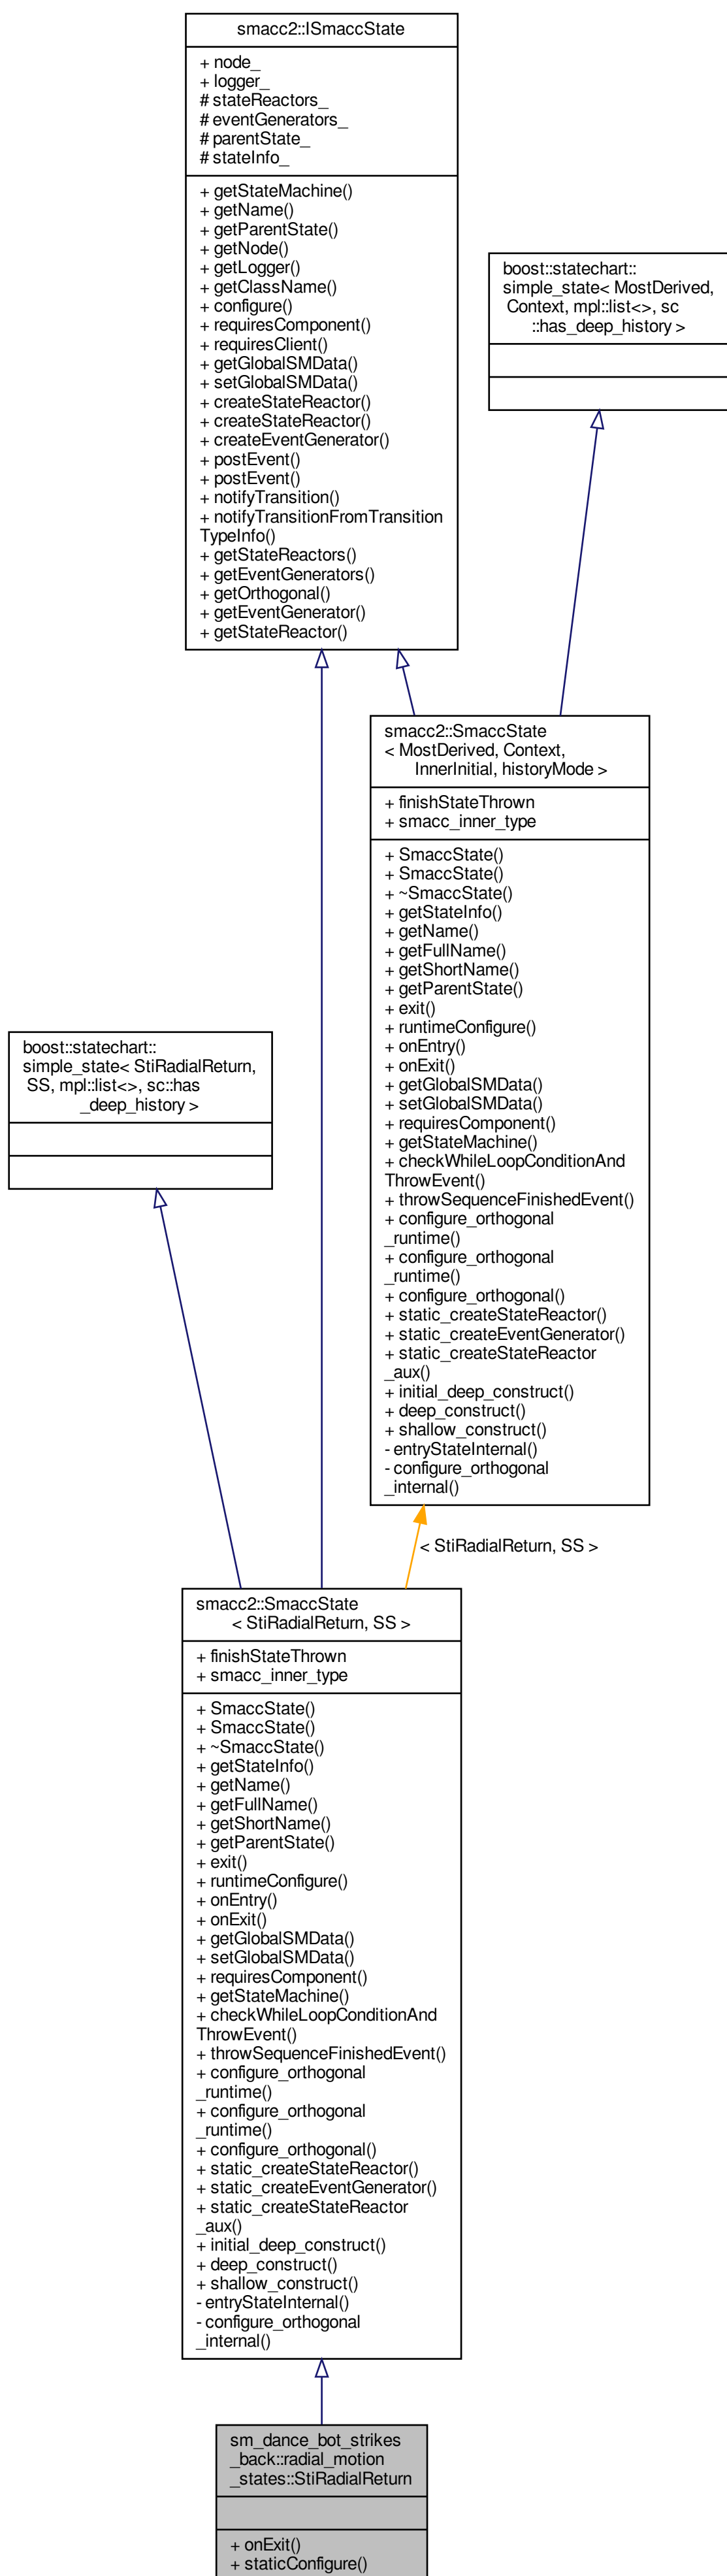 smacc2::ISmaccState
+ node_
+ logger_
# stateReactors_
# eventGenerators_
# parentState_
# stateInfo_
+ getStateMachine()
+ getName()
+ getParentState()
+ getNode()
+ getLogger()
+ getClassName()
+ configure()
+ requiresComponent()
+ requiresClient()
+ getGlobalSMData()
+ setGlobalSMData()
+ createStateReactor()
+ createStateReactor()
+ createEventGenerator()
+ postEvent()
+ postEvent()
+ notifyTransition()
+ notifyTransitionFromTransition
TypeInfo()
+ getStateReactors()
+ getEventGenerators()
+ getOrthogonal()
+ getEventGenerator()
+ getStateReactor()
boost::statechart::
simple_state< MostDerived,
Context, mpl::list<>, sc
::has_deep_history >
smacc2::SmaccState
< MostDerived, Context,
InnerInitial, historyMode >
+ finishStateThrown
+ smacc_inner_type
+ SmaccState()
+ SmaccState()
+ ~SmaccState()
+ getStateInfo()
+ getName()
+ getFullName()
+ getShortName()
+ getParentState()
+ exit()
+ runtimeConfigure()
+ onEntry()
+ onExit()
+ getGlobalSMData()
+ setGlobalSMData()
+ requiresComponent()
+ getStateMachine()
+ checkWhileLoopConditionAnd
ThrowEvent()
+ throwSequenceFinishedEvent()
+ configure_orthogonal
_runtime()
+ configure_orthogonal
_runtime()
+ configure_orthogonal()
+ static_createStateReactor()
+ static_createEventGenerator()
+ static_createStateReactor
_aux()
+ initial_deep_construct()
+ deep_construct()
+ shallow_construct()
- entryStateInternal()
- configure_orthogonal
_internal()
boost::statechart::
simple_state< StiRadialReturn,
SS, mpl::list<>, sc::has
_deep_history >
< StiRadialReturn, SS >
smacc2::SmaccState
< StiRadialReturn, SS >
+ finishStateThrown
+ smacc_inner_type
+ SmaccState()
+ SmaccState()
+ ~SmaccState()
+ getStateInfo()
+ getName()
+ getFullName()
+ getShortName()
+ getParentState()
+ exit()
+ runtimeConfigure()
+ onEntry()
+ onExit()
+ getGlobalSMData()
+ setGlobalSMData()
+ requiresComponent()
+ getStateMachine()
+ checkWhileLoopConditionAnd
ThrowEvent()
+ throwSequenceFinishedEvent()
+ configure_orthogonal
_runtime()
+ configure_orthogonal
_runtime()
+ configure_orthogonal()
+ static_createStateReactor()
+ static_createEventGenerator()
+ static_createStateReactor
_aux()
+ initial_deep_construct()
+ deep_construct()
+ shallow_construct()
- entryStateInternal()
- configure_orthogonal
_internal()
sm_dance_bot_strikes
_back::radial_motion
_states::StiRadialReturn
+ onExit()
+ staticConfigure()